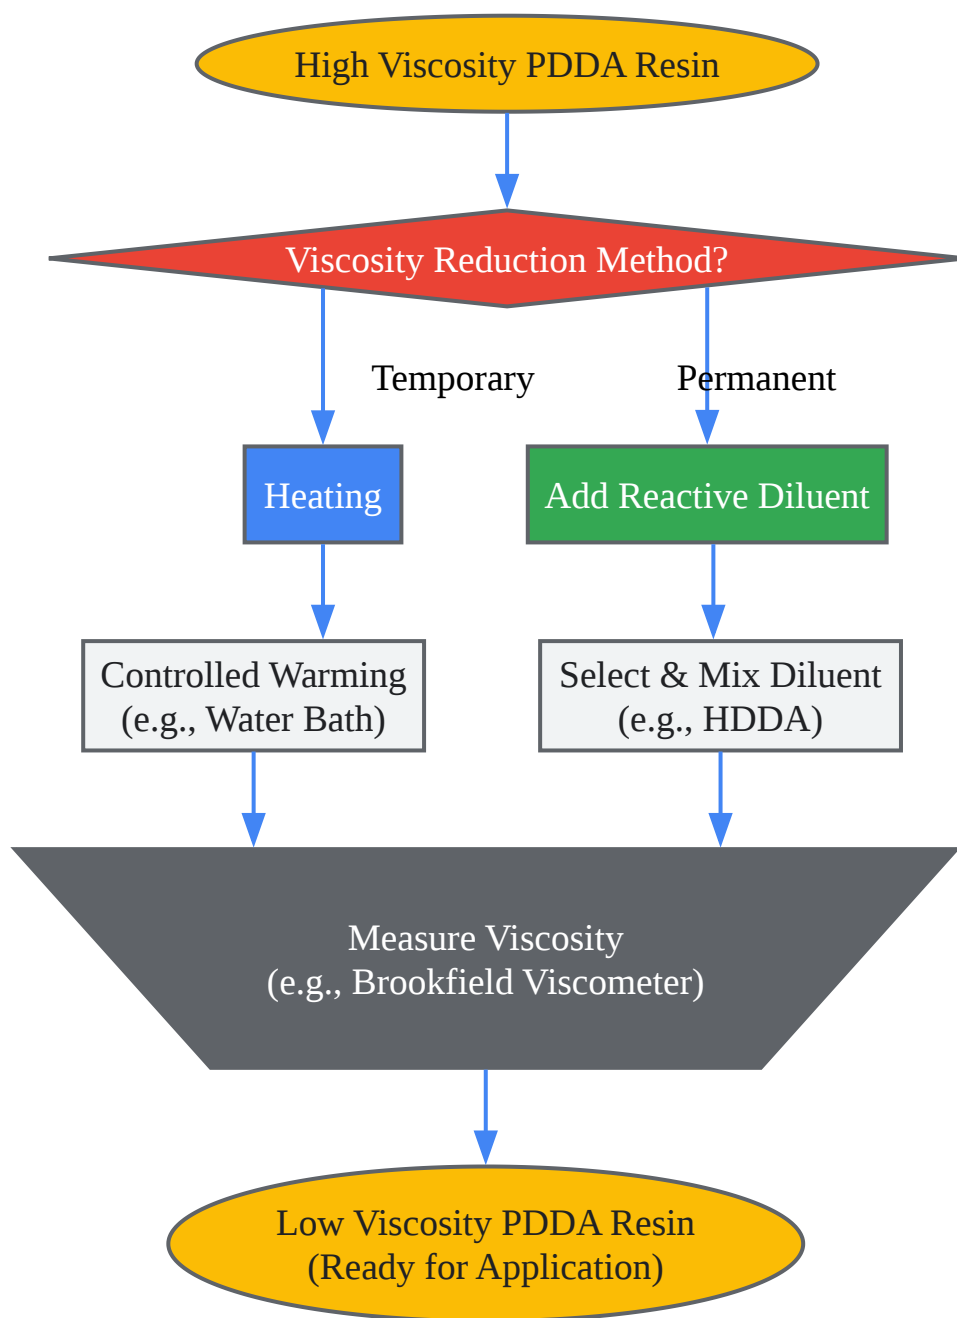 High Viscosity PDDA Resin
Viscosity Reduction Method?
Temporary
Permanent
Heating
Add Reactive Diluent
Controlled Warming
(e.g., Water Bath)
Select & Mix Diluent
(e.g., HDDA)
Measure Viscosity
(e.g., Brookfield Viscometer)
Low Viscosity PDDA Resin
(Ready for Application)